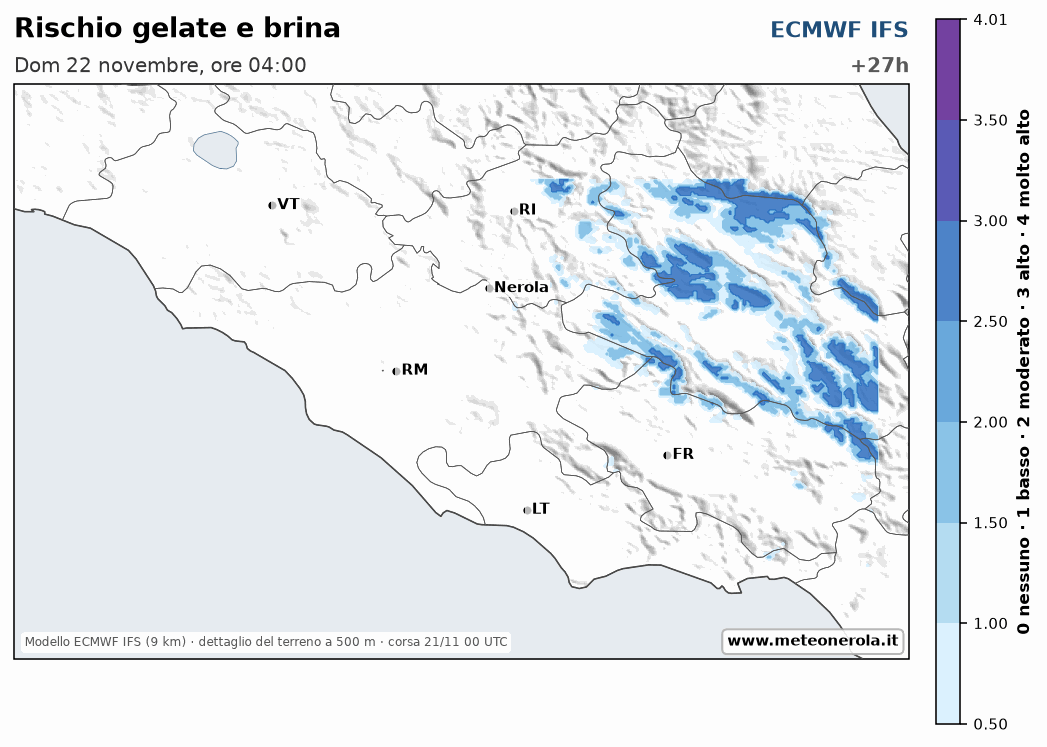 Rischio gelate e brina
ECMWF IFS
Dom 22 novembre, ore 04:00
+27h
VT
RI
Nerola
RM
FR
LT
Modello ECMWF IFS (9 km) · dettaglio del terreno a 500 m · corsa 21/11 00 UTC
www.meteonerola.it
4.01
3.50
3.00
2.50
2.00
1.50
1.00
0.50
0 nessuno · 1 basso · 2 moderato · 3 alto · 4 molto alto